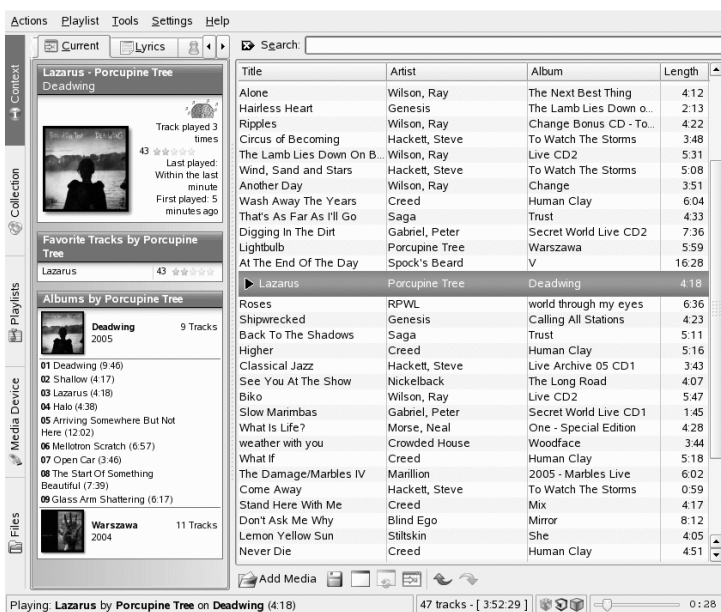 Actions Playlist Tools Settings Help
Context
Collection
Playlists
Media Device
Files
Current Lyrics
Lazarus - Porcupine Tree
Deadwing
Track played 3
times
43
Last played:
Within the last
minute
First played: 5
minutes ago
Favorite Tracks by Porcupine
Tree
Lazarus 43
Albums by Porcupine Tree
Deadwing 9 Tracks
2005
01 Deadwing (9:46)
02 Shallow (4:17)
03 Lazarus (4:18)
04 Halo (4:38)
05 Arriving Somewhere But Not
Here (12:02)
06 Mellotron Scratch (6:57)
07 Open Car (3:46)
08 The Start Of Something
Beautiful (7:39)
09 Glass Arm Shattering (6:17)
Warszawa 11 Tracks
2004
Search:
Title Artist Album Length
Alone Wilson, Ray The Next Best Thing 4:12
Hairless Heart Genesis The Lamb Lies Down o... 2:13
Ripples Wilson, Ray Change Bonus CD - To... 4:22
Circus of Becoming Hackett, Steve To Watch The Storms 3:48
The Lamb Lies Down On B... Wilson, Ray Live CD2 5:31
Wind, Sand and Stars Hackett, Steve To Watch The Storms 5:08
Another Day Wilson, Ray Change 3:51
Wash Away The Years Creed Human Clay 6:04
That's As Far As I'll Go Saga Trust 4:33
Digging In The Dirt Gabriel, Peter Secret World Live CD2 7:36
Lightbulb Porcupine Tree Warszawa 5:59
At The End Of The Day Spock's Beard V 16:28
Lazarus Porcupine Tree Deadwing 4:18
Roses RPWL world through my eyes 6:36
Shipwrecked Genesis Calling All Stations 4:23
Back To The Shadows Saga Trust 5:11
Higher Creed Human Clay 5:16
Classical Jazz Hackett, Steve Live Archive 05 CD1 3:43
See You At The Show Nickelback The Long Road 4:07
Biko Wilson, Ray Live CD2 5:47
Slow Marimbas Gabriel, Peter Secret World Live CD1 1:45
What Is Life? Morse, Neal One - Special Edition 4:28
weather with you Crowded House Woodface 3:44
What If Creed Human Clay 5:18
The Damage/Marbles IV Marillion 2005 - Marbles Live 6:02
Come Away Hackett, Steve To Watch The Storms 0:59
Stand Here With Me Creed Mix 4:17
Don't Ask Me Why Blind Ego Mirror 8:12
Lemon Yellow Sun Stiltskin She 4:05
Never Die Creed Human Clay 4:51
Add Media
Playing: Lazarus by Porcupine Tree on Deadwing (4:18) 47 tracks - [ 3:52:29 ] 0:28